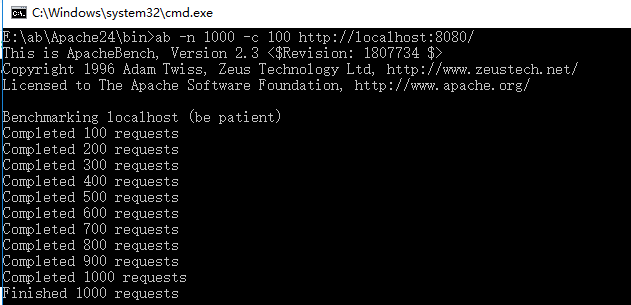 C:\Windows\system32\cmd.exe
E:\ab\Apache24\bin>ab -n 1000 -c 100 http://localhost:8080/
This is ApacheBench, Version 2.3 <$Revision: 1807734 $>
Copyright 1996 Adam Twiss, Zeus Technology Ltd, http://www.zeustech.net/
Licensed to The Apache Software Foundation, http://www.apache.org/
Benchmarking localhost (be patient)
Completed 100 requests
Completed 200 requests
Completed 300 requests
Completed 400 requests
Completed 500 requests
Completed 600 requests
Completed 700 requests
Completed 800 requests
Completed 900 requests
Completed 1000 requests
Finished 1000 requests